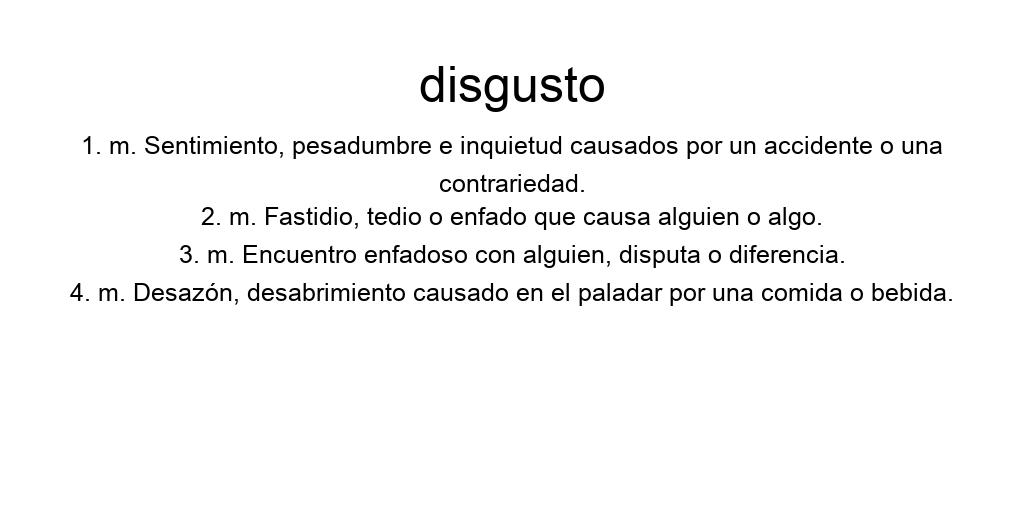 disgusto
1. m. Sentimiento, pesadumbre e inquietud causados por un accidente o una
contrariedad.
2. m. Fastidio, tedio o enfado que causa alguien o algo.
3. m. Encuentro enfadoso con alguien, disputa o diferencia.
4. m. Desazón, desabrimiento causado en el paladar por una comida o bebida.